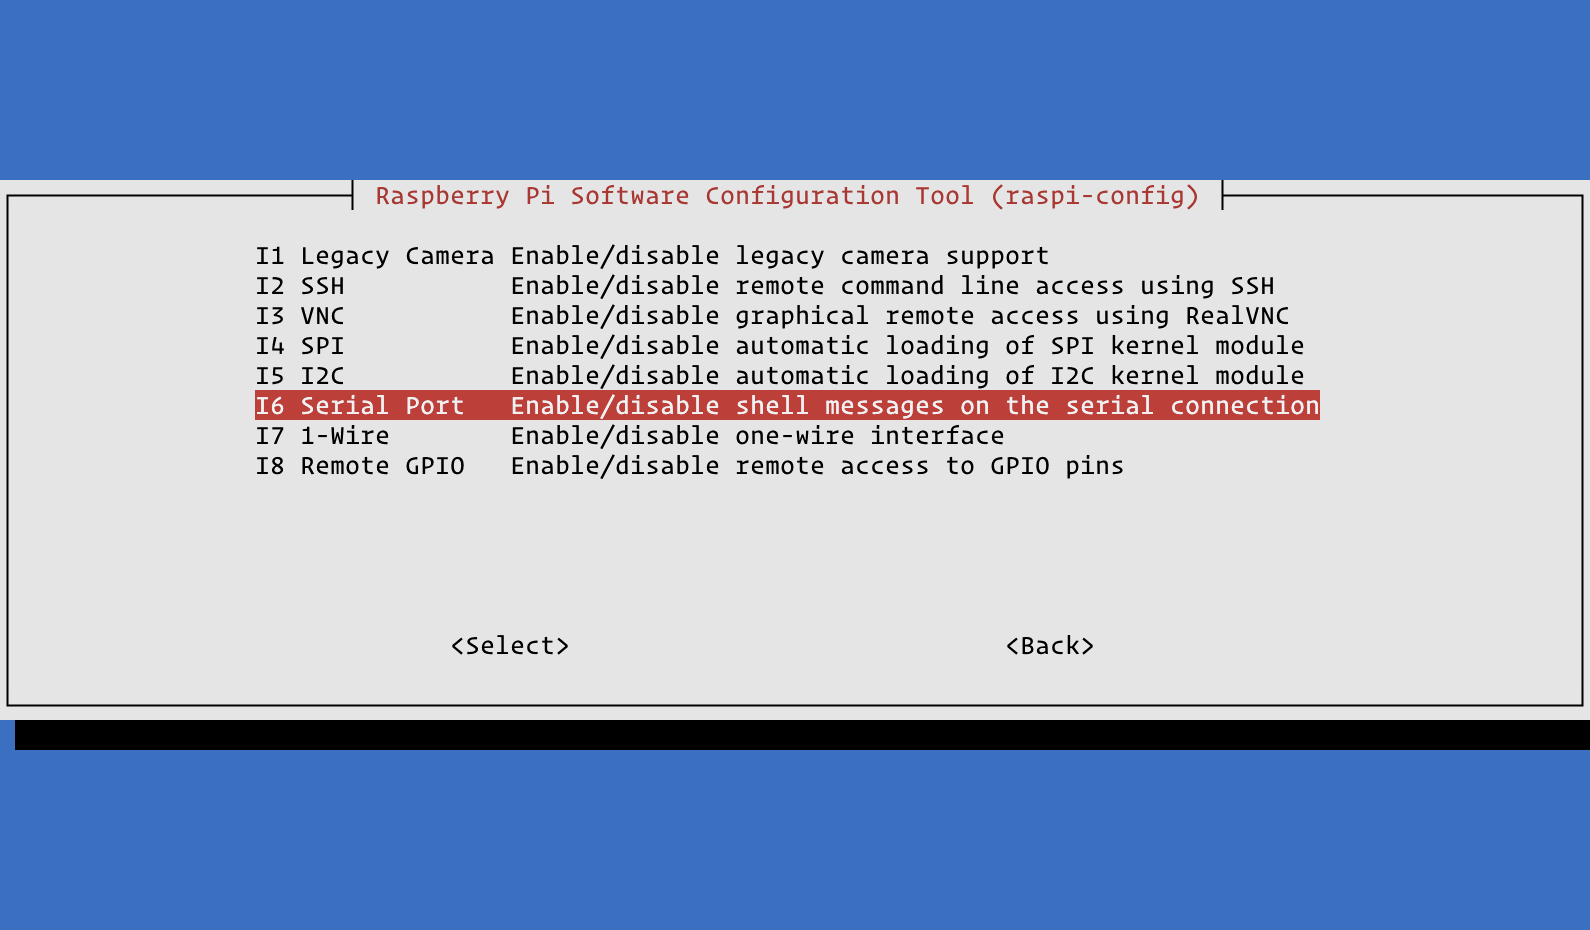 Raspberry Pi Software Configuration Tool (raspi-config)
I1 Legacy Camera Enable/disable legacy camera support
I2 SSH Enable/disable remote command line access using SSH
I3 VNC Enable/disable graphical remote access using RealVNC
I4 SPI Enable/disable automatic loading of SPI kernel module
I5 I2C Enable/disable automatic loading of I2C kernel module
I6 Serial Port Enable/disable shell messages on the serial connection
I7 1-Wire Enable/disable one-wire interface
I8 Remote GPIO Enable/disable remote access to GPIO pins
<Select> <Back>